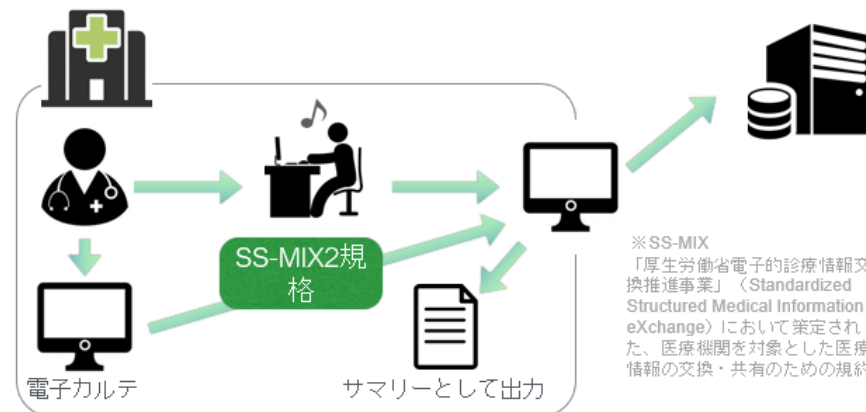 SS-MIX2規
格
電子カルテ
サマリーとして出力
※SS-MIX
「厚生労働省電子的診療情報交
換推進事業」（Standardized
Structured Medical Information
eXchange）において策定され
た、医療機関を対象とした医療
情報の交換・共有のための規約